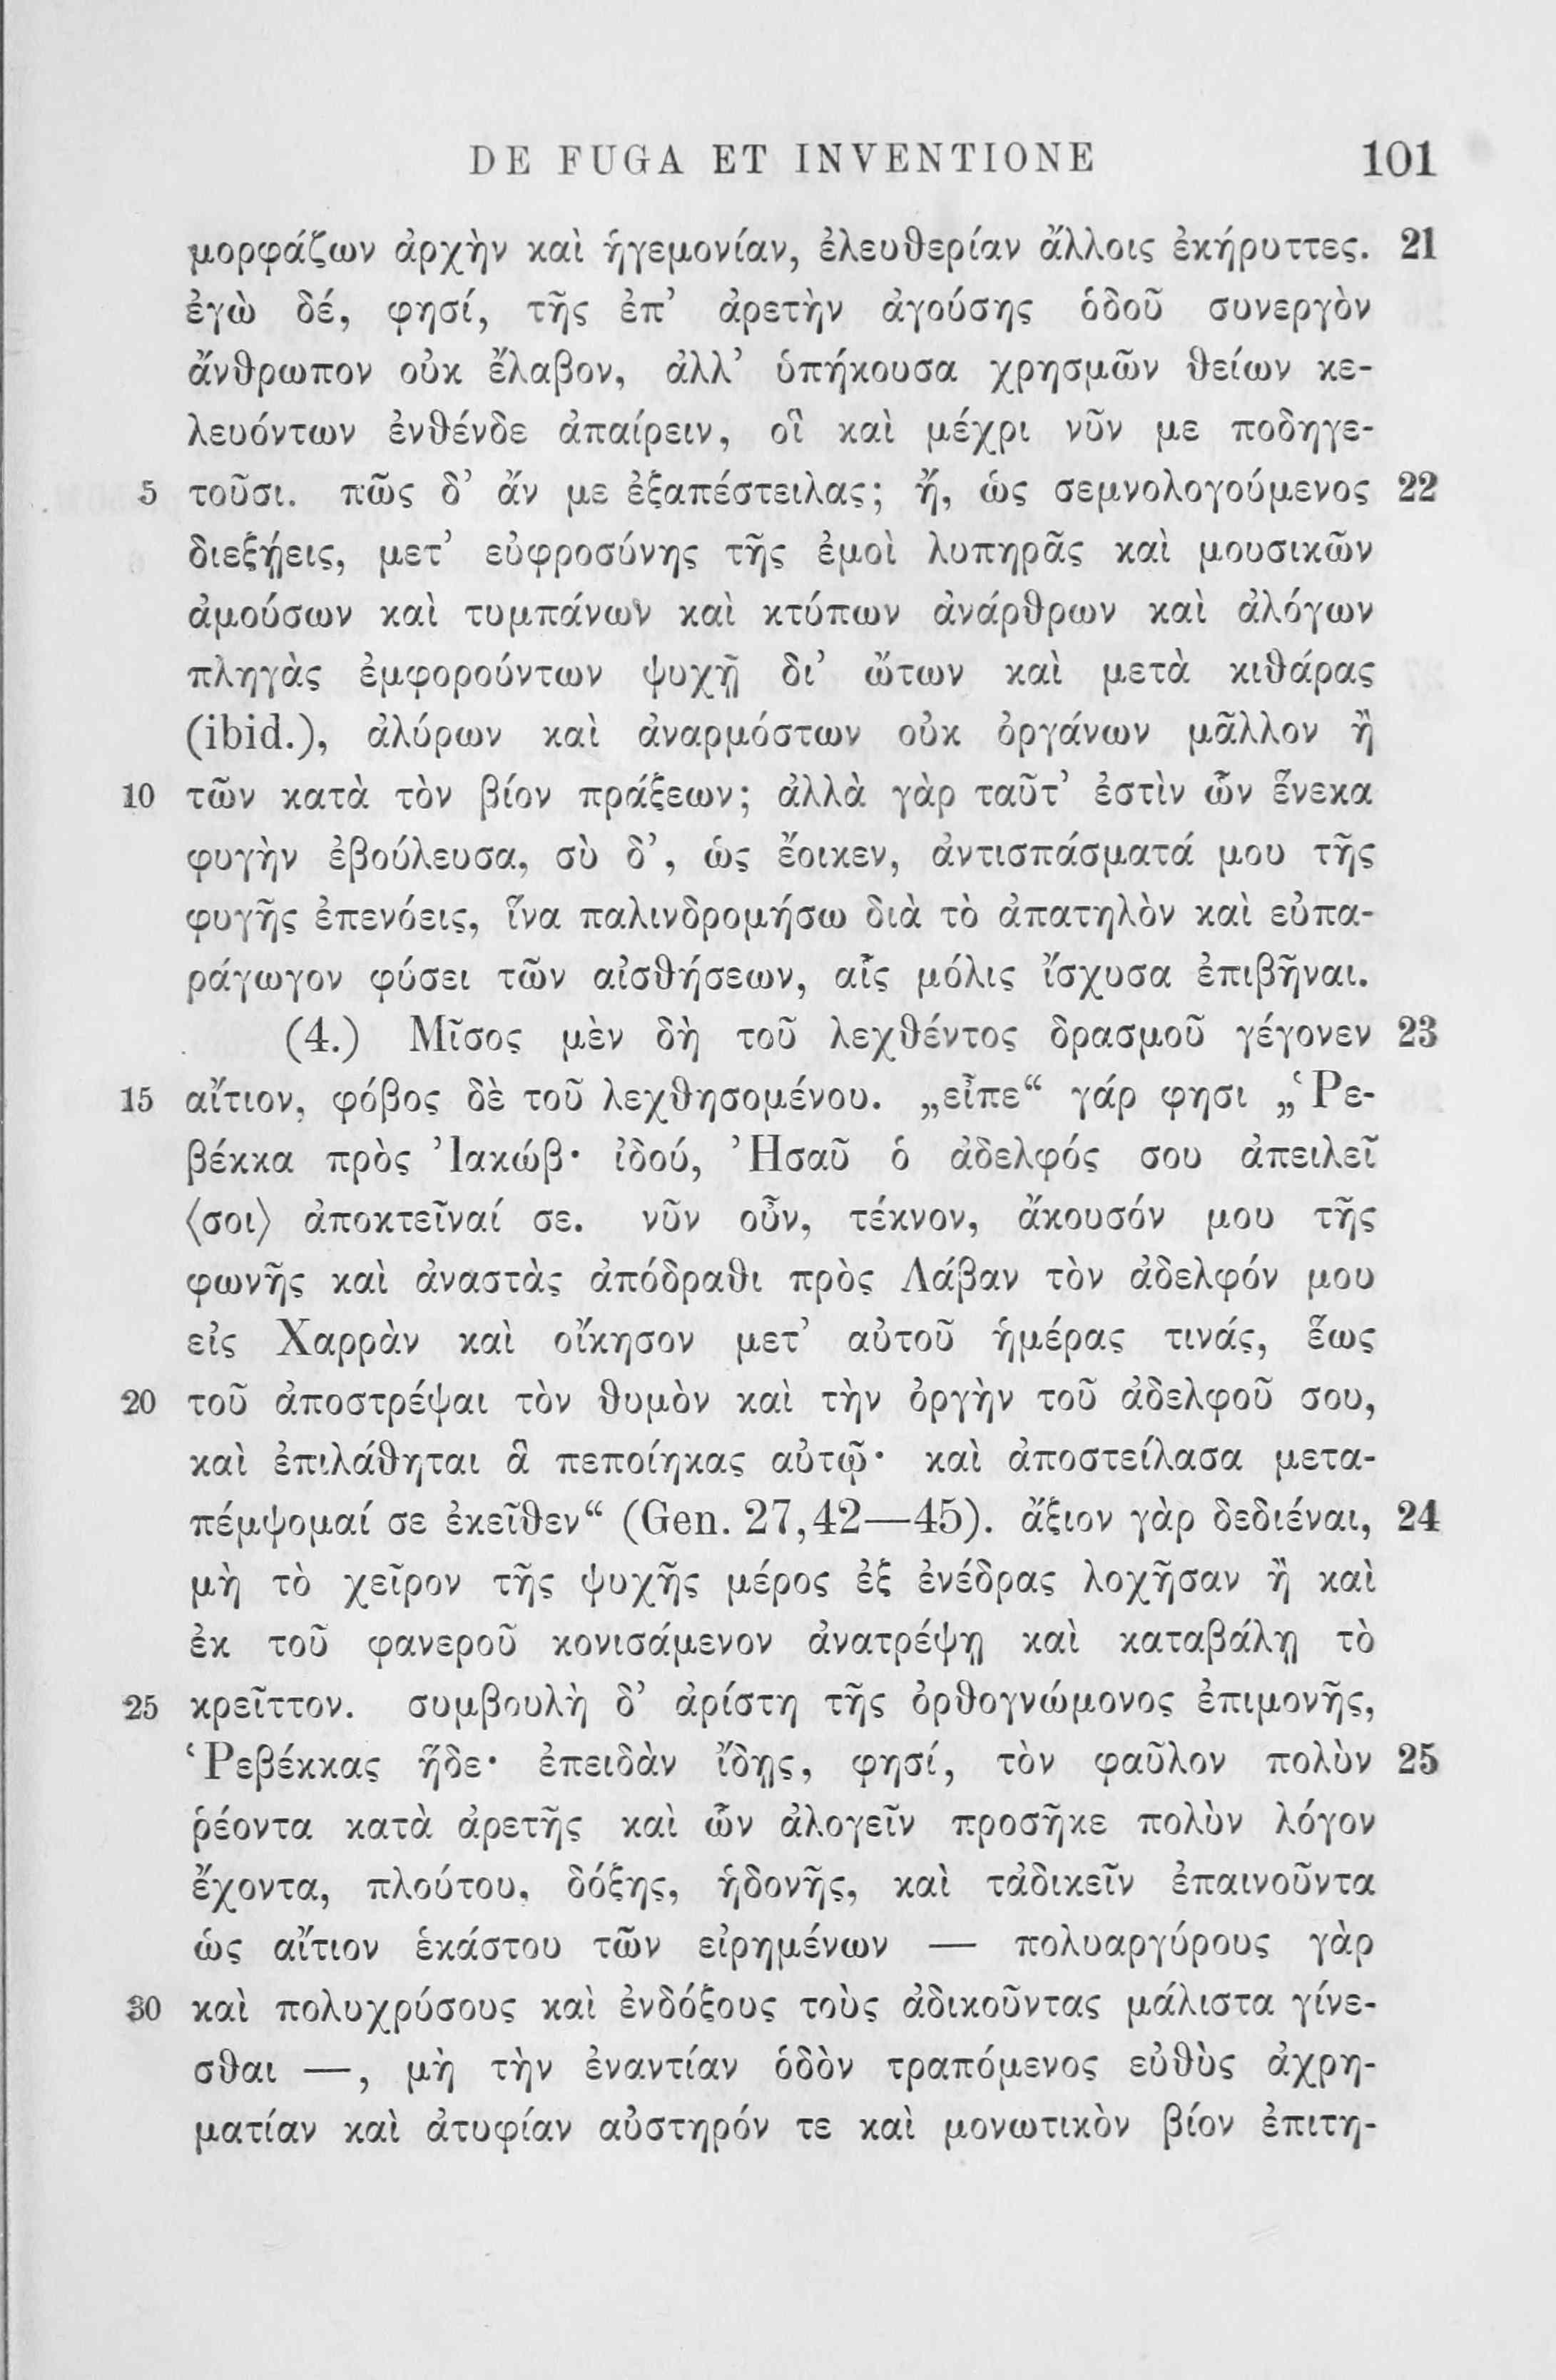 DE FUGA ET INVENTIONE 101
μορφάζων ἀρχὴν καὶ ἡγεμονίαν, ἐλευθερίαν ἄλλοις ἐκήρυττες. 21
ἐγὼ δέ, φησί, τῆς ἐπ’ ἀρετὴν ἀγούσης ὁδοῦ συνεργὸν
ἄνθρωπον οὐκ ἔλαβον, ἀλλ’ ὑπήκουσα χρησμῶν θείων κε-
λευόντων ἐνθένδε ἀπαίρειν, οἳ καὶ μέχρι νῦν με ποδηγε-
5 τοῦσι. πῶς δ’ ἄν με ἐξαπέστειλας; ἤ, ὡς σεμνολογούμενος 22
διεξῄεις, μετ’ εὐφροσύνης τῆς ἐμοὶ λυπηρᾶς καὶ μουσικῶν
ἀμούσων καὶ τυμπάνων καὶ κτύπων ἀνάρθρων καὶ ἀλόγων
πληγὰς ἐμφορούντων ψυχῇ δι’ ὤτων καὶ μετὰ κιθάρας
(ibid.), ἀλύρων καὶ ἀναρμόστων οὐκ ὀργάνων μᾶλλον ἢ
10 τῶν κατὰ τὸν βίον πράξεων; ἀλλὰ γὰρ ταῦτ’ ἐστὶν ὧν ἕνεκα
φυγὴν ἐβούλευσα, σὺ δ’, ὡς ἔοικεν, ἀντισπάσματά μου τῆς
φυγῆς ἐπενόεις, ἵνα παλινδρομήσω διὰ τὸ ἀπατηλὸν καὶ εὐπα-
ράγωγον φύσει τῶν αἰσθήσεων, αἷς μόλις ἴσχυσα ἐπιβῆναι.
(4.) Μῖσος μὲν δὴ τοῦ λεχθέντος δρασμοῦ γέγονεν 23
15 αἴτιον, φόβος δὲ τοῦ λεχθησομένου. „εἶπε“ γάρ φησι „Ῥε-
βέκκα πρὸς Ἰακώβ· ἰδού, Ἠσαῦ ὁ ἀδελφός σου ἀπειλεῖ
⟨σοι⟩ ἀποκτεῖναί σε. νῦν οὖν, τέκνον, ἄκουσόν μου τῆς
φωνῆς καὶ ἀναστὰς ἀπόδραθι πρὸς Λάβαν τὸν ἀδελφόν μου
εἰς Χαρρὰν καὶ οἴκησον μετ’ αὐτοῦ ἡμέρας τινάς, ἕως
20 τοῦ ἀποστρέψαι τὸν θυμὸν καὶ τὴν ὀργὴν τοῦ ἀδελφοῦ σου,
καὶ ἐπιλάθηται ἃ πεποίηκας αὐτῷ· καὶ ἀποστείλασα μετα-
πέμψομαί σε ἐκεῖθεν“ (Gen. 27,42—45). ἄξιον γὰρ δεδιέναι, 24
μὴ τὸ χεῖρον τῆς ψυχῆς μέρος ἐξ ἐνέδρας λοχῆσαν ἢ καὶ
ἐκ τοῦ φανεροῦ κονισάμενον ἀνατρέψῃ καὶ καταβάλῃ τὸ
25 κρεῖττον. συμβουλὴ δ’ ἀρίστη τῆς ὀρθογνώμονος ἐπιμονῆς,
Ῥεβέκκας ἥδε· ἐπειδὰν ἴδῃς, φησί, τὸν φαῦλον πολὺν 25
ῥέοντα κατὰ ἀρετῆς καὶ ὧν ἀλογεῖν προσῆκε πολὺν λόγον
ἔχοντα, πλούτου, δόξης, ἡδονῆς, καὶ τἀδικεῖν ἐπαινοῦντα
ὡς αἴτιον ἑκάστου τῶν εἰρημένων — πολυαργύρους γὰρ
30 καὶ πολυχρύσους καὶ ἐνδόξους τοὺς ἀδικοῦντας μάλιστα γίνε-
σθαι —, μὴ τὴν ἐναντίαν ὁδὸν τραπόμενος εὐθὺς ἀχρη-
ματίαν καὶ ἀτυφίαν αὐστηρόν τε καὶ μονωτικὸν βίον ἐπιτη-